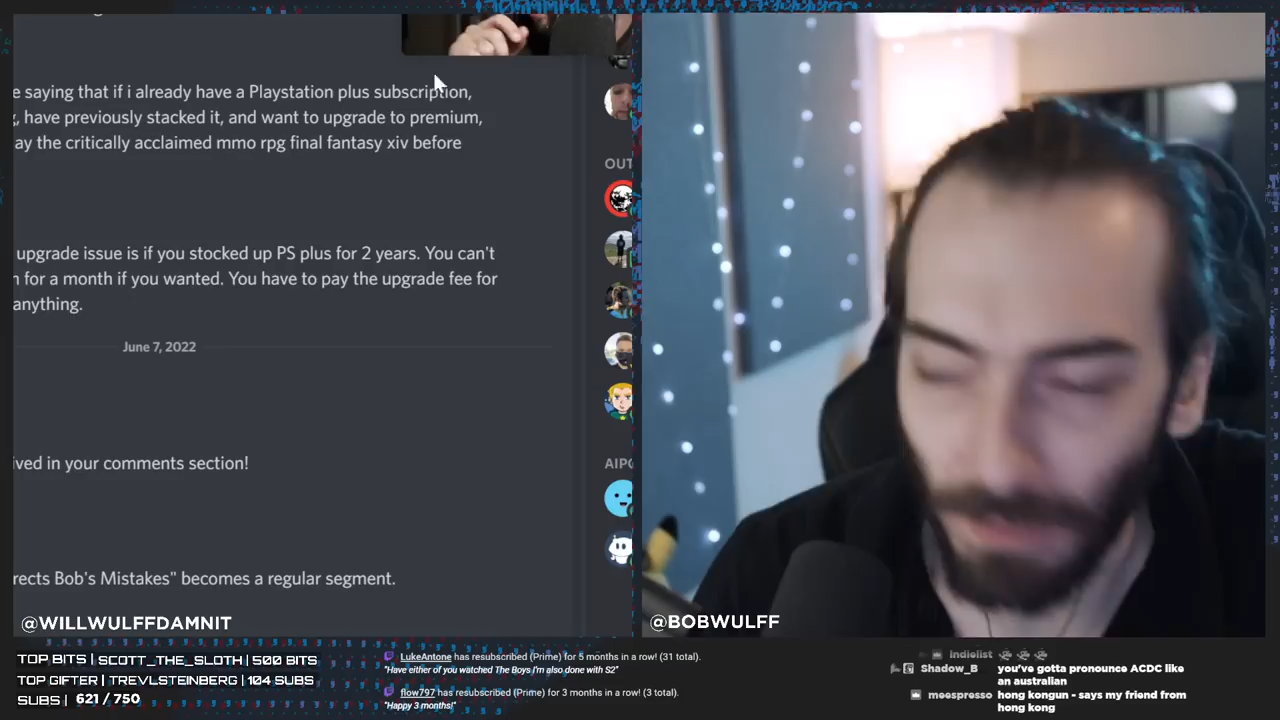 e saying that if i already have a Playstation plus subscription,
, have previously stacked it, and want to upgrade to premium,
ay the critically acclaimed mmo rpg final fantasy xiv before
upgrade issue is if you stocked up PS plus for 2 years. You can't
for a month if you wanted. You have to pay the upgrade fee for
anything.
June 7, 2022
ived in your comments section!
rects Bob's Mistakes" becomes a regular segment.
OUT
AIPO
@WILLWULFFDAMNIT
@BOBWULFF
TOP BITS | SCOTT_THE_SLOTH | 500 BITS
TOP GIFTER | TREVLSTEINBERG | 104 SUBS
SUBS | 621 / 750
LukeAntone has resubscribed (Prime) for 5 months in a row! (31 total).
"Have either of you watched The Boys I'm also done with S2"
flow797 has resubscribed (Prime) for 3 months in a row! (3 total).
"Happy 3 months!"
Indielist
Shadow_B you've gotta pronounce ACDC like
an australian
meespresso hong kongun - says my friend from
hong kong